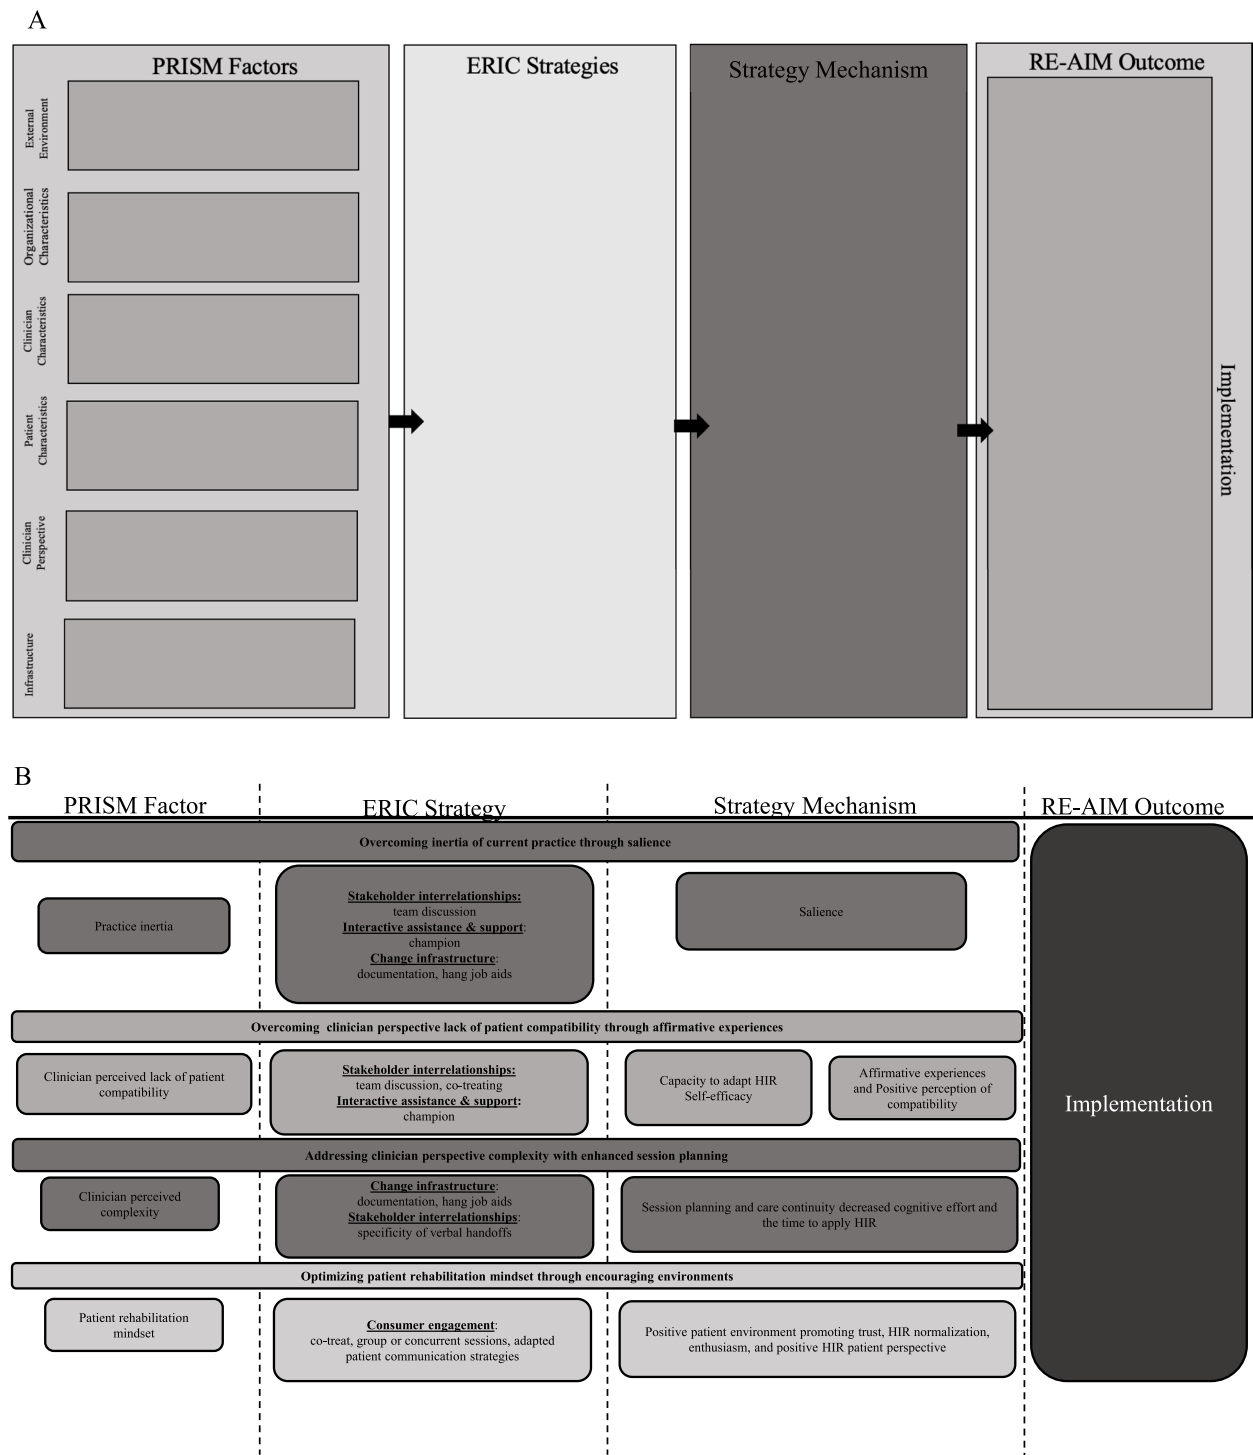 A
PRISM Factors
ERIC Strategies
Strategy Mechanism
RE-AIM Outcome
External
Environment
Organizational
Characteristics
Clinician
Characteristics
Patient
Characteristics
Clinician
Perspective
Infrastructure
Implementation
B
PRISM Factor
ERIC Strategy
Strategy Mechanism
RE-AIM Outcome
Overcoming inertia of current practice through salience
Practice inertia
Stakeholder interrelationships:
team discussion
Interactive assistance & support:
champion
Change infrastructure:
documentation, hang job aids
Salience
Overcoming clinician perspective lack of patient compatibility through affirmative experiences
Clinician perceived lack of patient
compatibility
Stakeholder interrelationships:
team discussion, co-treating
Interactive assistance & support:
champion
Capacity to adapt HIR
Self-efficacy
Affirmative experiences
and Positive perception of
compatibility
Implementation
Addressing clinician perspective complexity with enhanced session planning
Clinician perceived
complexity
Change infrastructure:
documentation, hang job aids
Stakeholder interrelationships:
specificity of verbal handoffs
Session planning and care continuity decreased cognitive effort and
the time to apply HIR
Optimizing patient rehabilitation mindset through encouraging environments
Patient rehabilitation
mindset
Consumer engagement:
co-treat, group or concurrent sessions, adapted
patient communication strategies
Positive patient environment promoting trust, HIR normalization,
enthusiasm, and positive HIR patient perspective